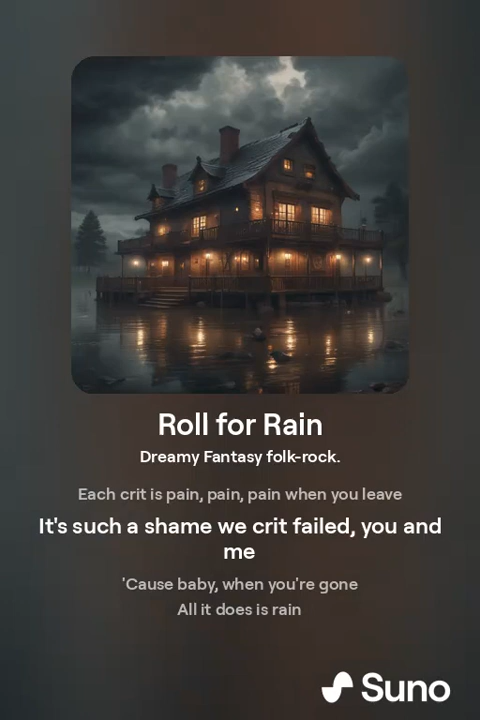 Roll for Rain
Dreamy Fantasy folk-rock.
Each crit is pain, pain, pain when you leave
It's such a shame we crit failed, you and
me
'Cause baby, when you're gone
All it does is rain
Suno